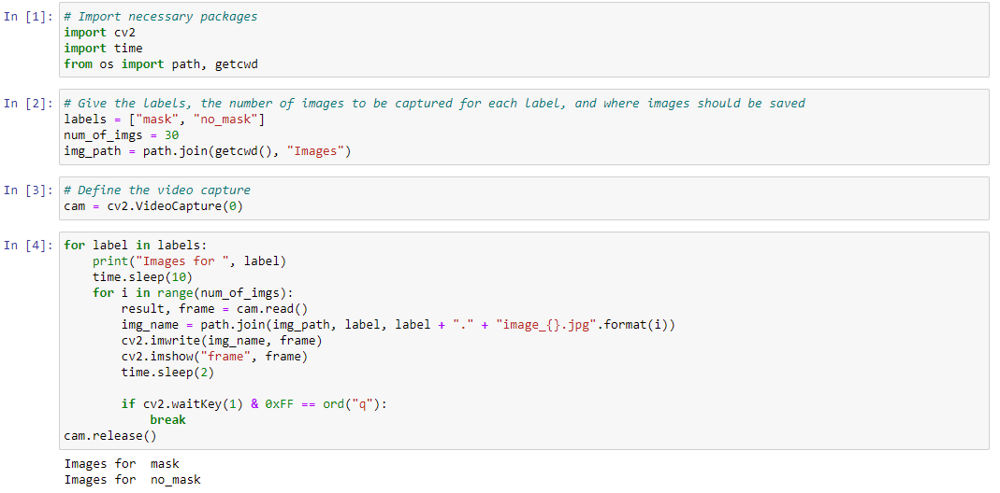 In [1]: # Import necessary packages
import cv2
import time
from os import path, getcwd
In [2]: # Give the labels, the number of images to be captured for each label, and where images should be saved
labels = ["mask", "no_mask"]
num_of_imgs = 30
img_path = path.join(getcwd(), "Images")
In [3]: # Define the video capture
cam = cv2.VideoCapture(0)
In [4]: for label in labels:
    print("Images for ", label)
    time.sleep(10)
    for i in range(num_of_imgs):
        result, frame = cam.read()
        img_name = path.join(img_path, label, label + "." + "image_{}.jpg".format(i))
        cv2.imwrite(img_name, frame)
        cv2.imshow("frame", frame)
        time.sleep(2)
        if cv2.waitKey(1) & 0xFF == ord("q"):
            break
cam.release()
Images for  mask
Images for  no_mask